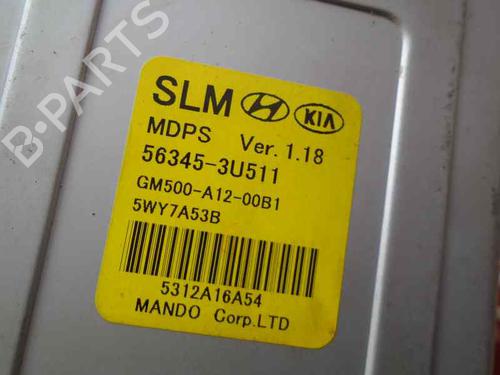 B-PARTS
SLM KIA
MDPS Ver. 1.18
56345-3U511
GM500-A12-00B1
5WY7A53B
5312A16A54
MANDO Corp.LTD